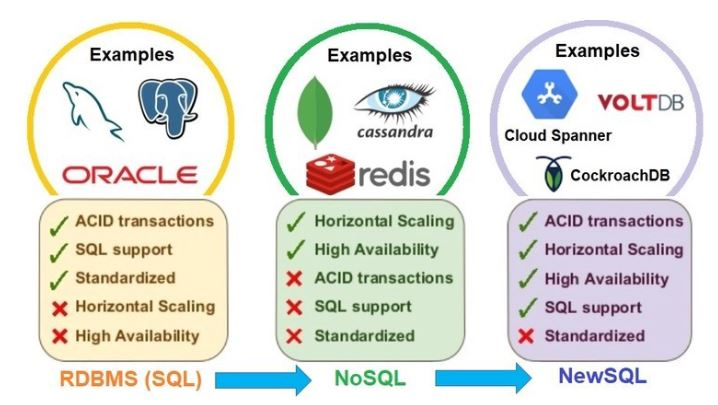 Examples
ORACLE
ACID transactions
SQL support
Standardized
Horizontal Scaling
High Availability
RDBMS (SQL)
Examples
cassandra
redis
Horizontal Scaling
High Availability
ACID transactions
SQL support
Standardized
NoSQL
Examples
VOLTDB
Cloud Spanner
CockroachDB
ACID transactions
Horizontal Scaling
High Availability
SQL support
Standardized
NewSQL